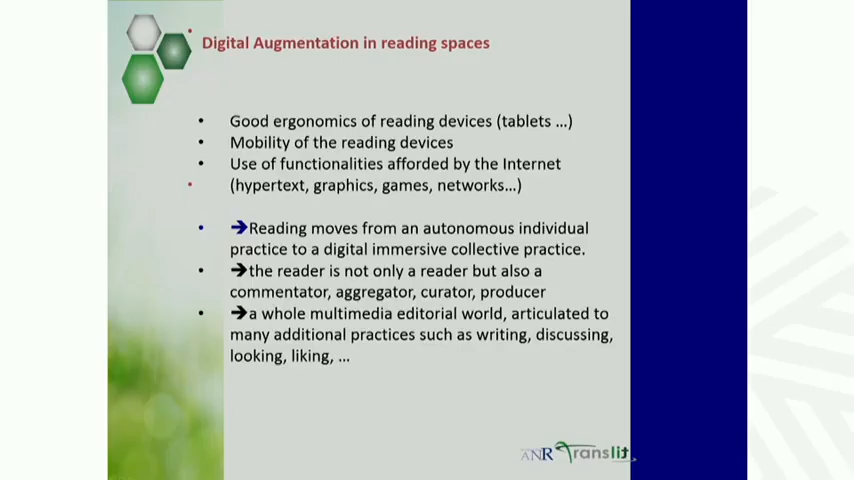 Digital Augmentation in reading spaces
• Good ergonomics of reading devices (tablets ...)
• Mobility of the reading devices
• Use of functionalities afforded by the Internet
• (hypertext, graphics, games, networks...)
• ➔Reading moves from an autonomous individual
practice to a digital immersive collective practice.
• ➔the reader is not only a reader but also a
commentator, aggregator, curator, producer
• ➔a whole multimedia editorial world, articulated to
many additional practices such as writing, discussing,
looking, liking, ...
ANR Translit